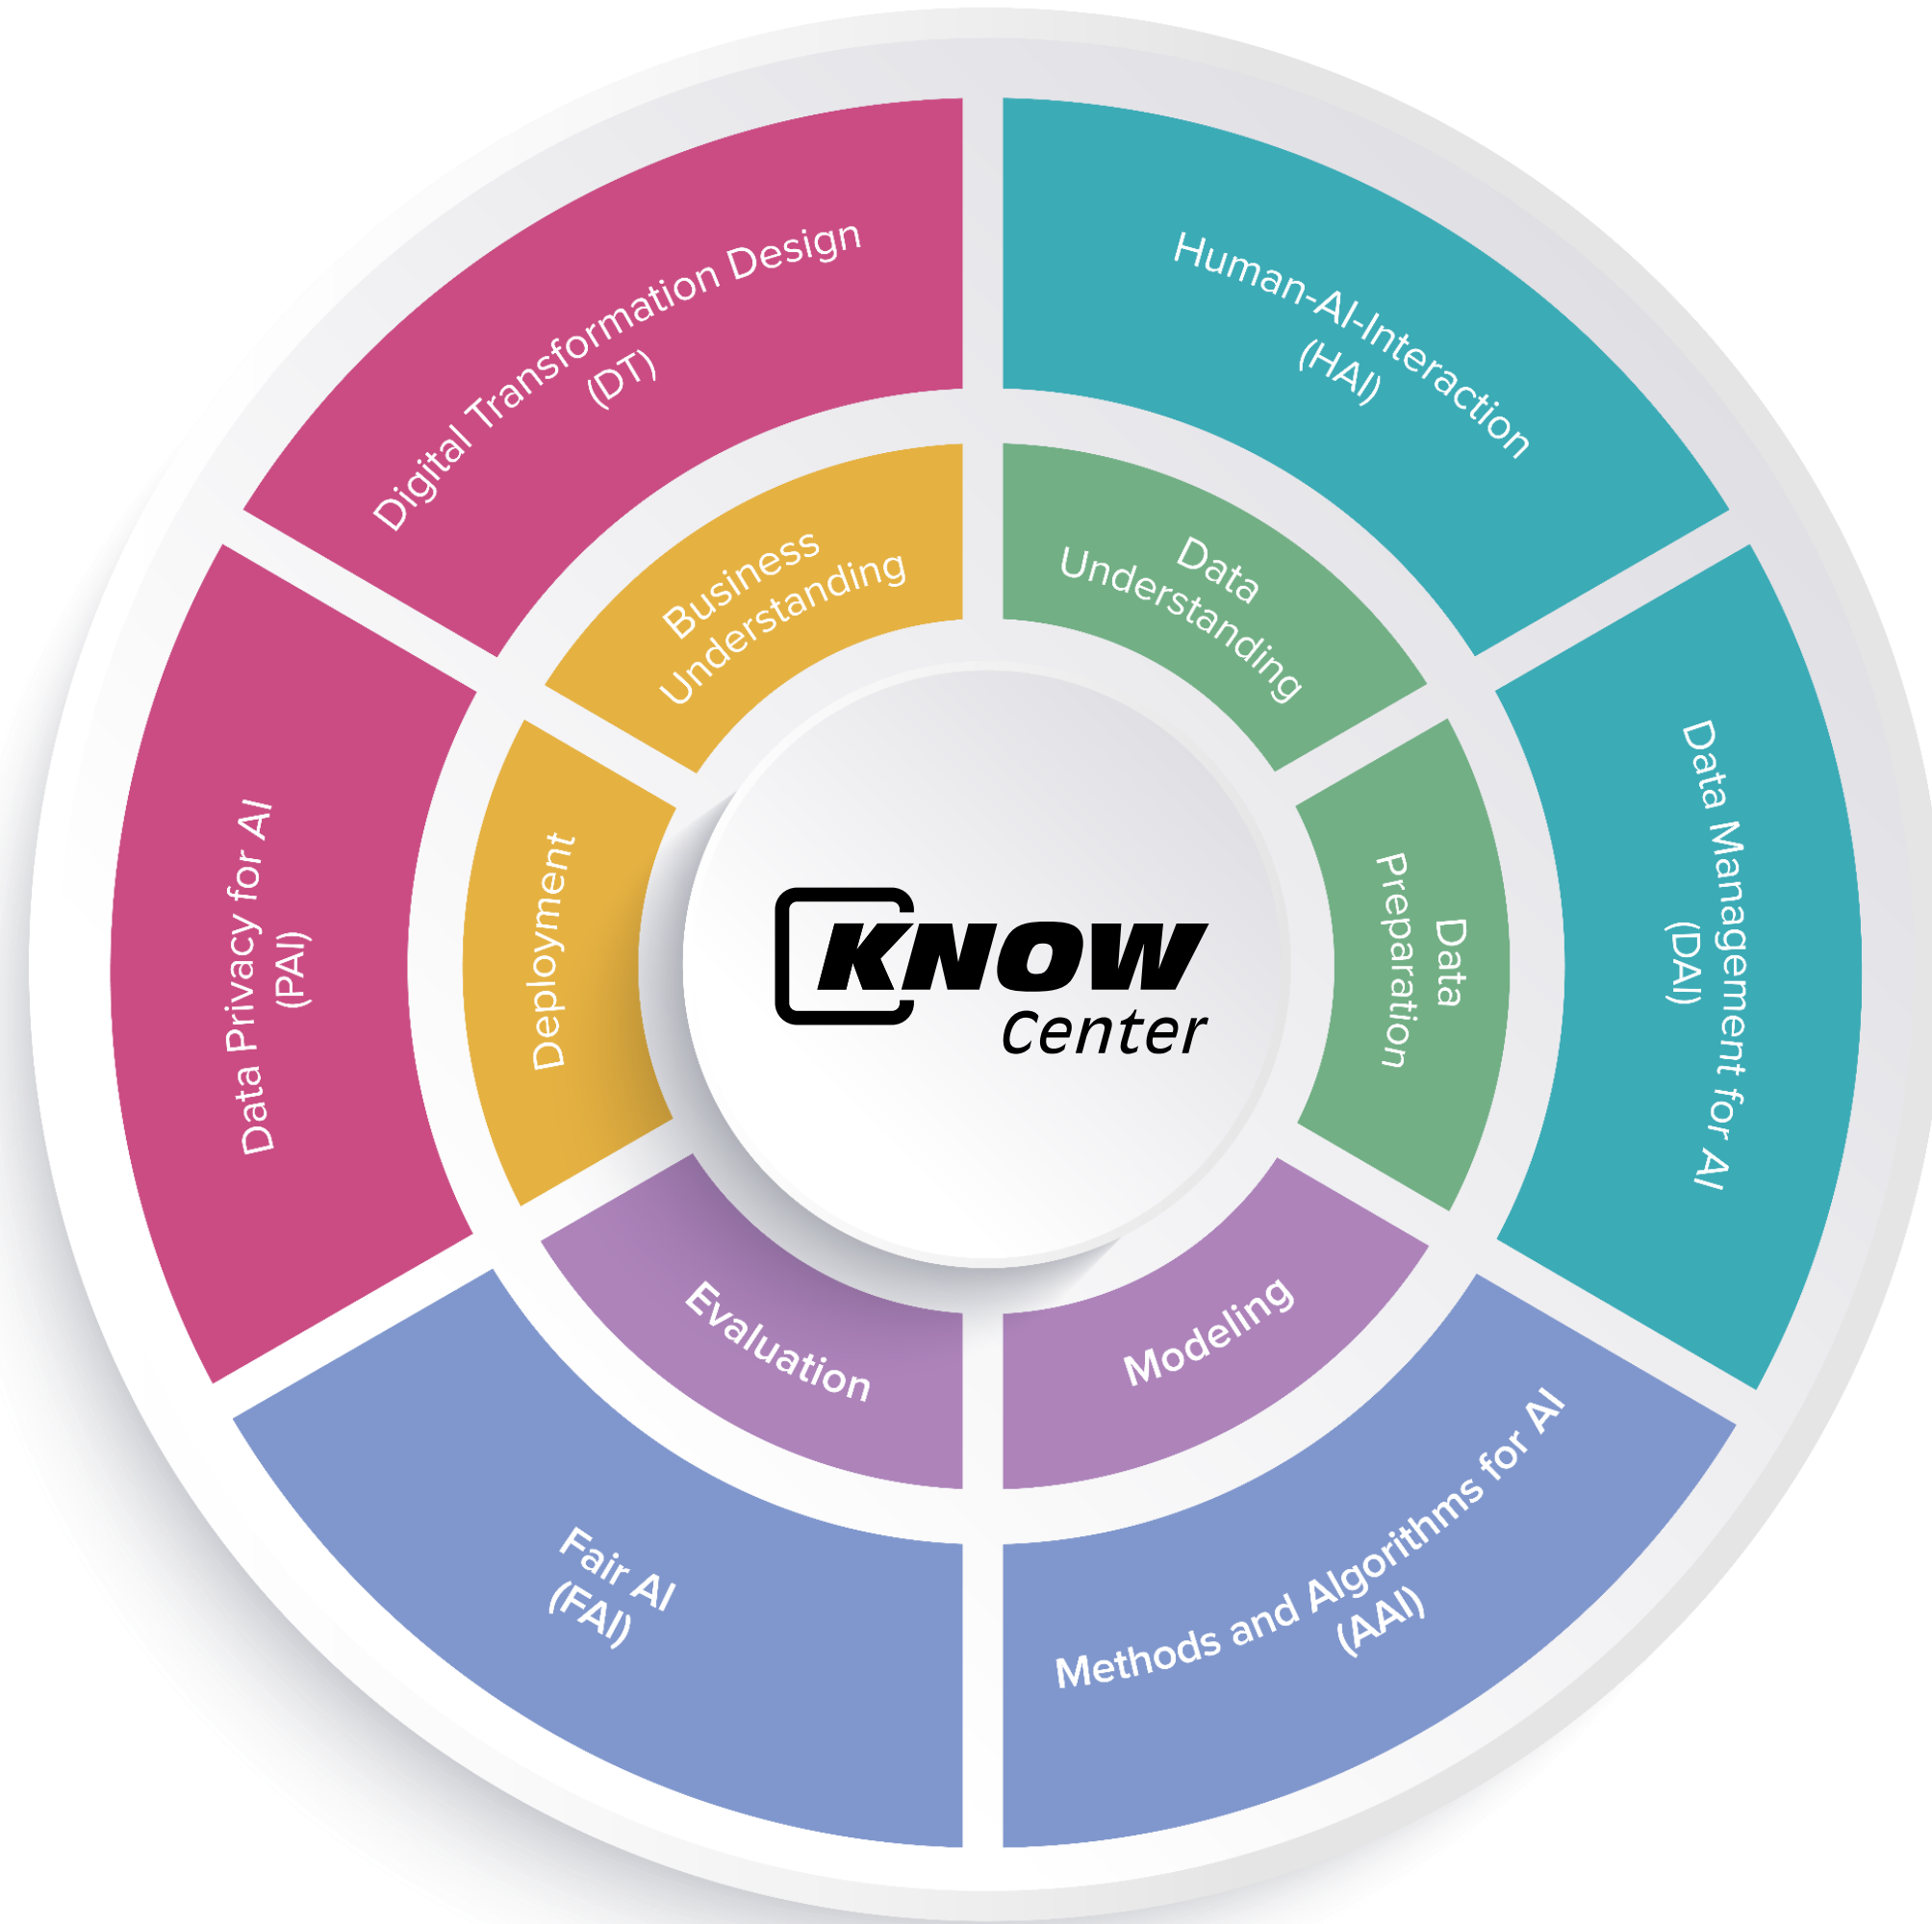 Digital Transformation Design
(DT)
Human-AI-Interaction
(HAI)
Data Management for AI
(DAI)
Methods and Algorithms for AI
(AAI)
Fair AI
(FAI)
Data Privacy for AI
(PAI)
Business
Understanding
Data
Understanding
Data
Preparation
Modeling
Evaluation
Deployment
KNOW
Center